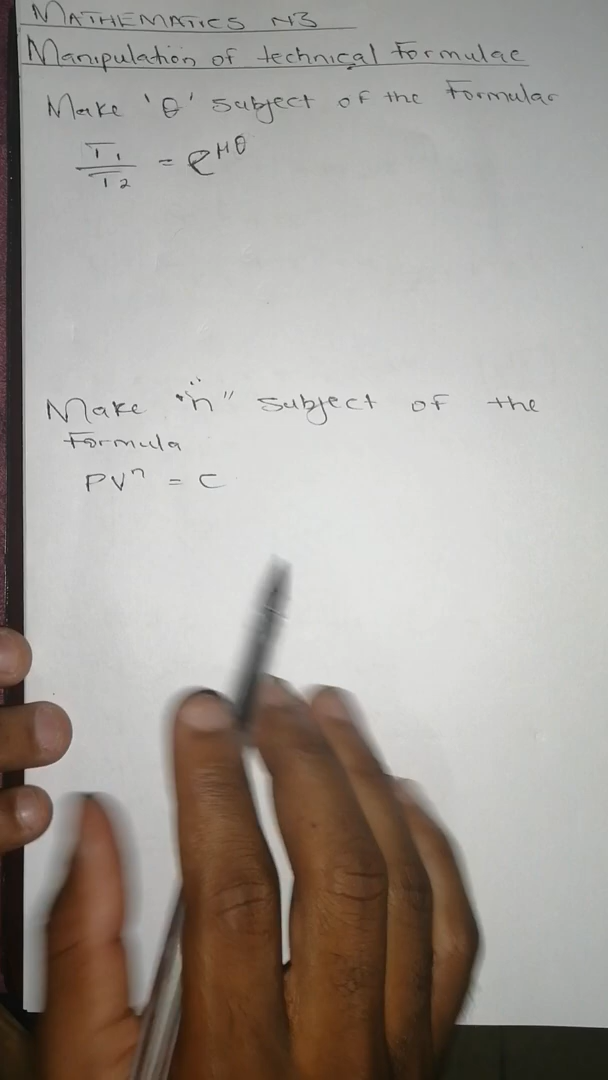 MATHEMATICS N3
Manipulation of technical Formulae
Make 'θ' subject of the Formular
T₁/T₂ = e^μθ
Make "n" subject of the
Formula
PVⁿ = C